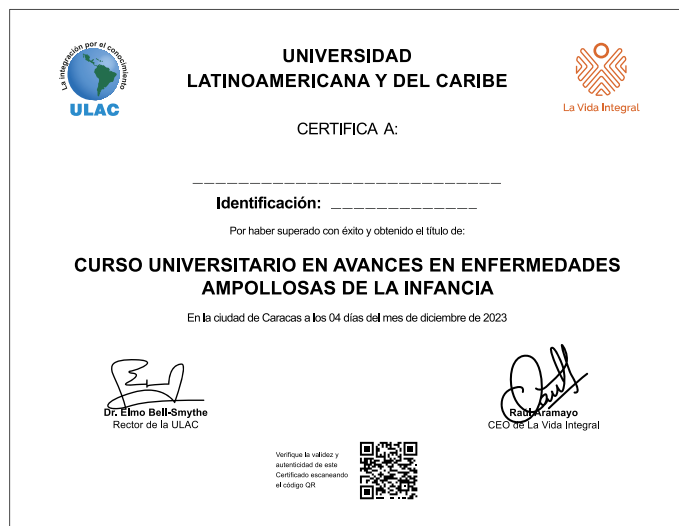 La integración por el conocimiento
ULAC
UNIVERSIDAD
LATINOAMERICANA Y DEL CARIBE
La Vida Integral
CERTIFICA A:
Identificación:
Por haber superado con éxito y obtenido el título de:
CURSO UNIVERSITARIO EN AVANCES EN ENFERMEDADES
AMPOLLOSAS DE LA INFANCIA
En la ciudad de Caracas a los 04 días del mes de diciembre de 2023
Dr. Elmo Bell-Smythe
Rector de la ULAC
Raúl Aramayo
CEO de La Vida Integral
Verifique la validez y
autenticidad de este
Certificado escaneando
el código QR